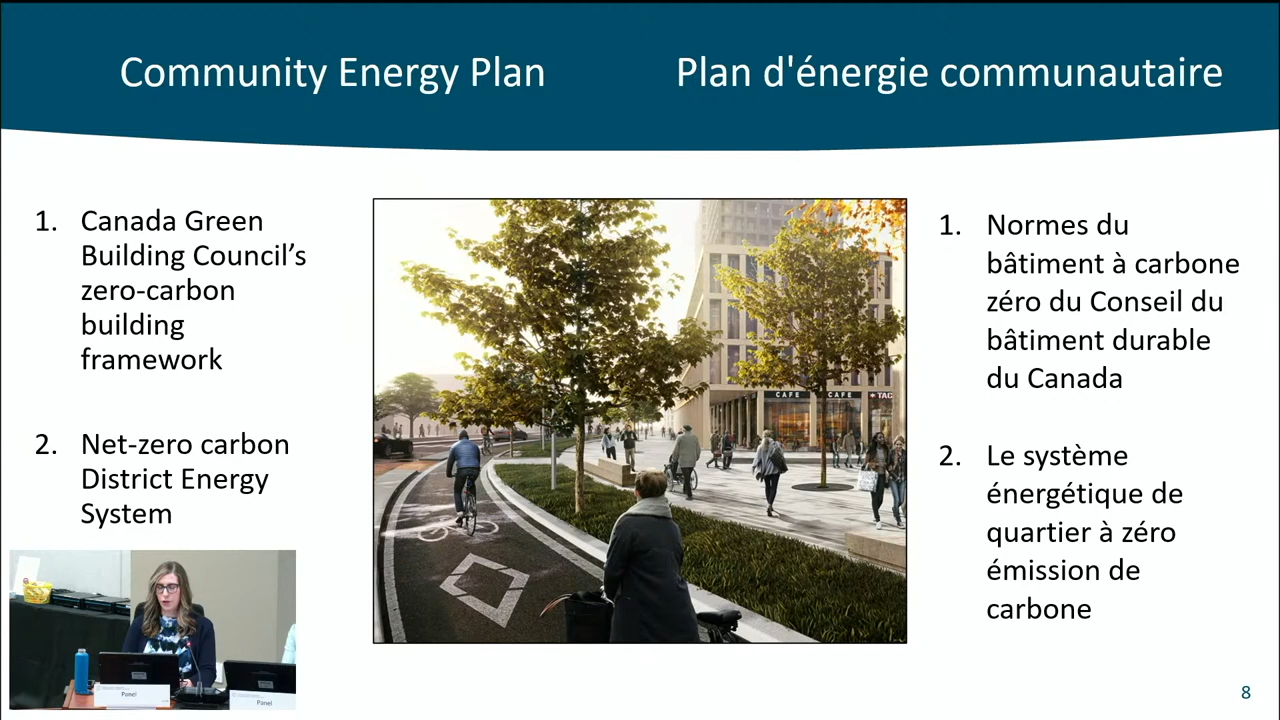 Community Energy Plan
Plan d'énergie communautaire
1. Canada Green
Building Council’s
zero-carbon
building
framework
2. Net-zero carbon
District Energy
System
CAFE CAFE TAC
1. Normes du
bâtiment à carbone
zéro du Conseil du
bâtiment durable
du Canada
2. Le système
énergétique de
quartier à zéro
émission de
carbone
Panel
Panel
8